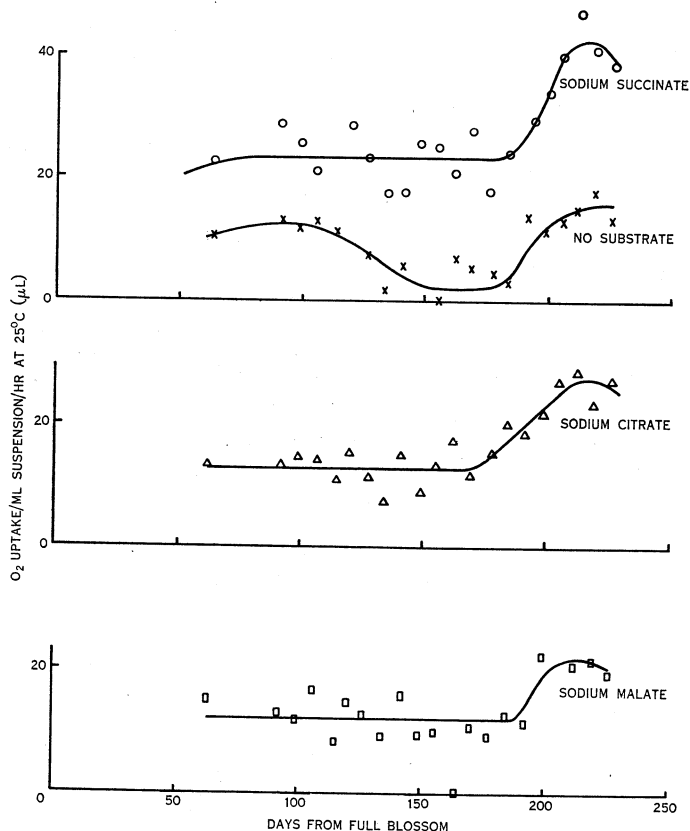 40
SODIUM SUCCINATE
20
NO SUBSTRATE
0
O2 UPTAKE/ML SUSPENSION/HR AT 25°C (μL)
20
SODIUM CITRATE
0
20
SODIUM MALATE
0 50 100 150 200 250
DAYS FROM FULL BLOSSOM